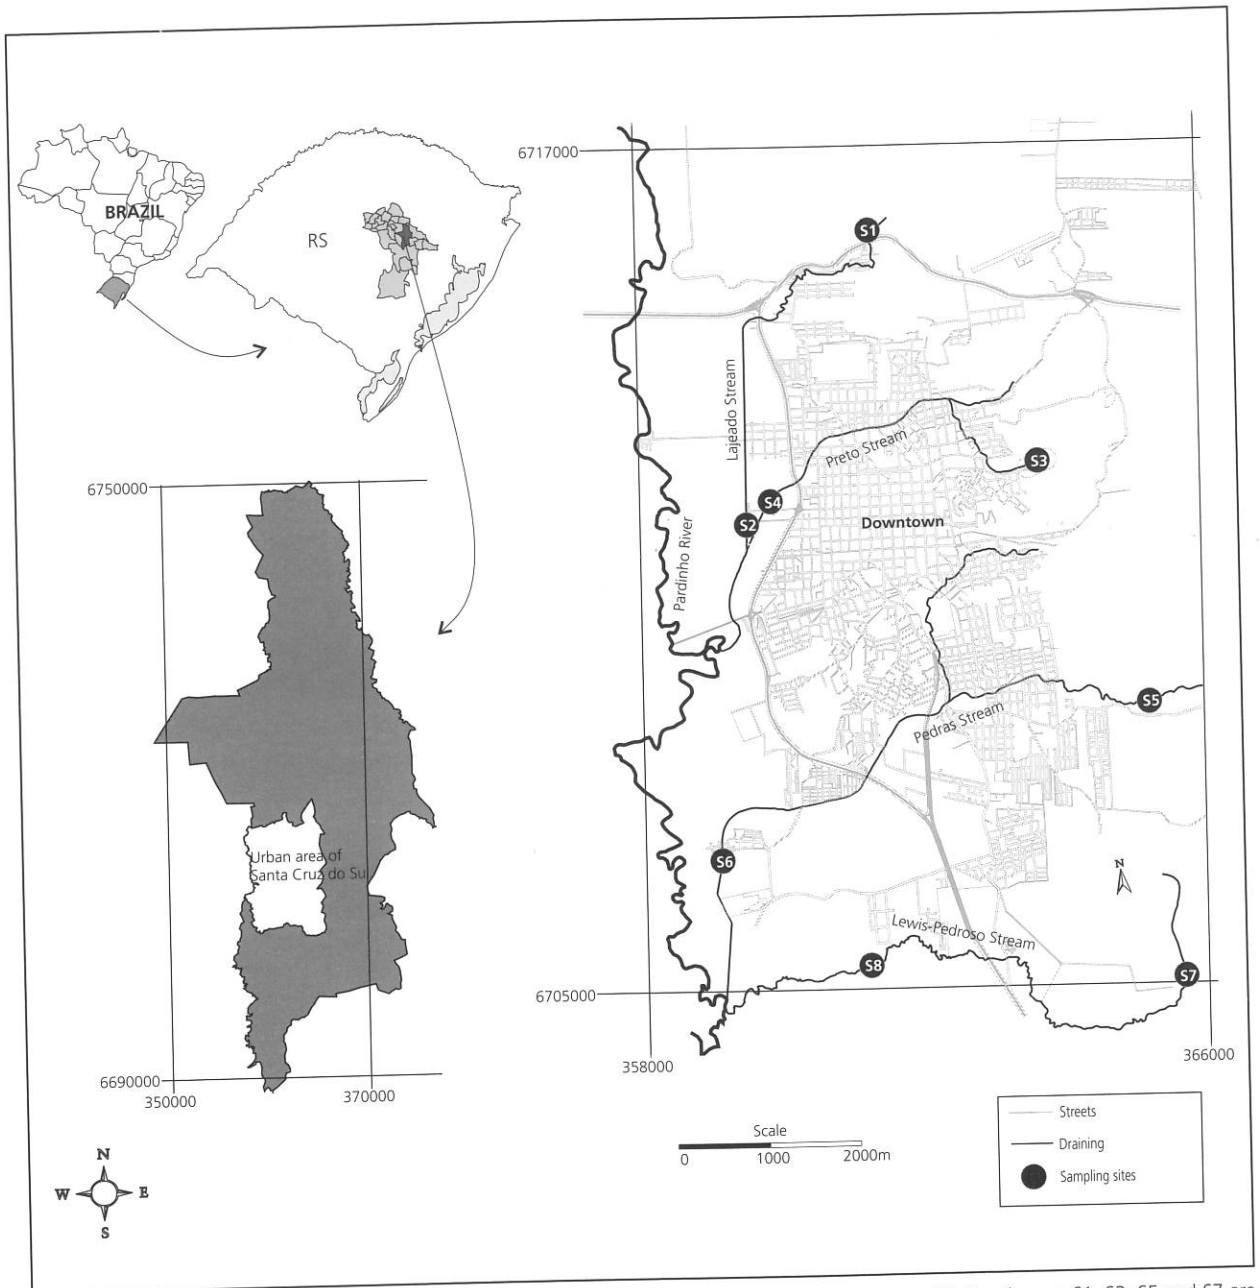 BRAZIL
RS
6717000
S1
Lajeado Stream
Preto Stream
S3
S4
S2
Downtown
Pardinho River
S5
Pedras Stream
S6
N
Lewis-Pedroso Stream
S8
S7
6705000
358000
366000
6750000
Urban area of
Santa Cruz do Su
6690000
350000
370000
Scale
0 1000 2000m
Streets
Draining
Sampling sites
N
W E
S